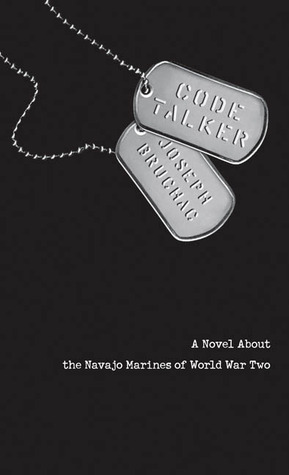 CODE
TALKER
JOSEPH
BRUCHAC
A Novel About
the Navajo Marines of World War Two